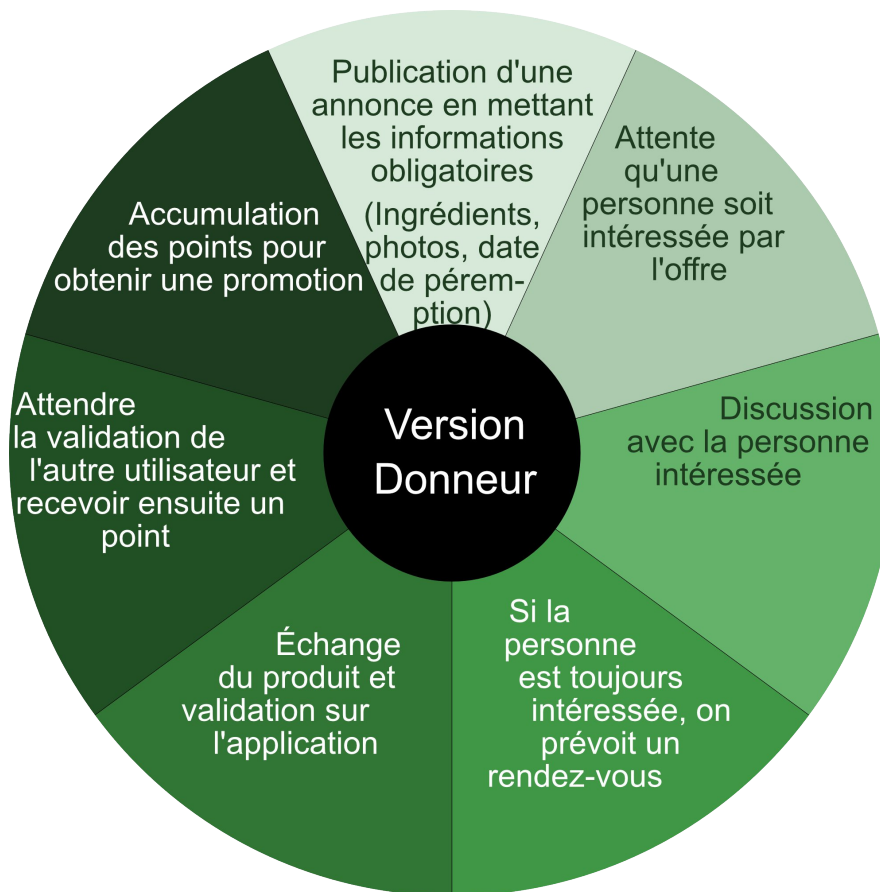 Publication d'une
annonce en mettant
les informations
obligatoires
(Ingrédients,
photos, date
de pérem-
ption)
Attente
qu'une
personne soit
intéressée par
l'offre
Discussion
avec la personne
intéressée
Si la
personne
est toujours
intéressée, on
prévoit un
rendez-vous
Échange
du produit et
validation sur
l'application
Attendre
la validation de
l'autre utilisateur et
recevoir ensuite un
point
Accumulation
des points pour
obtenir une promotion
Version
Donneur